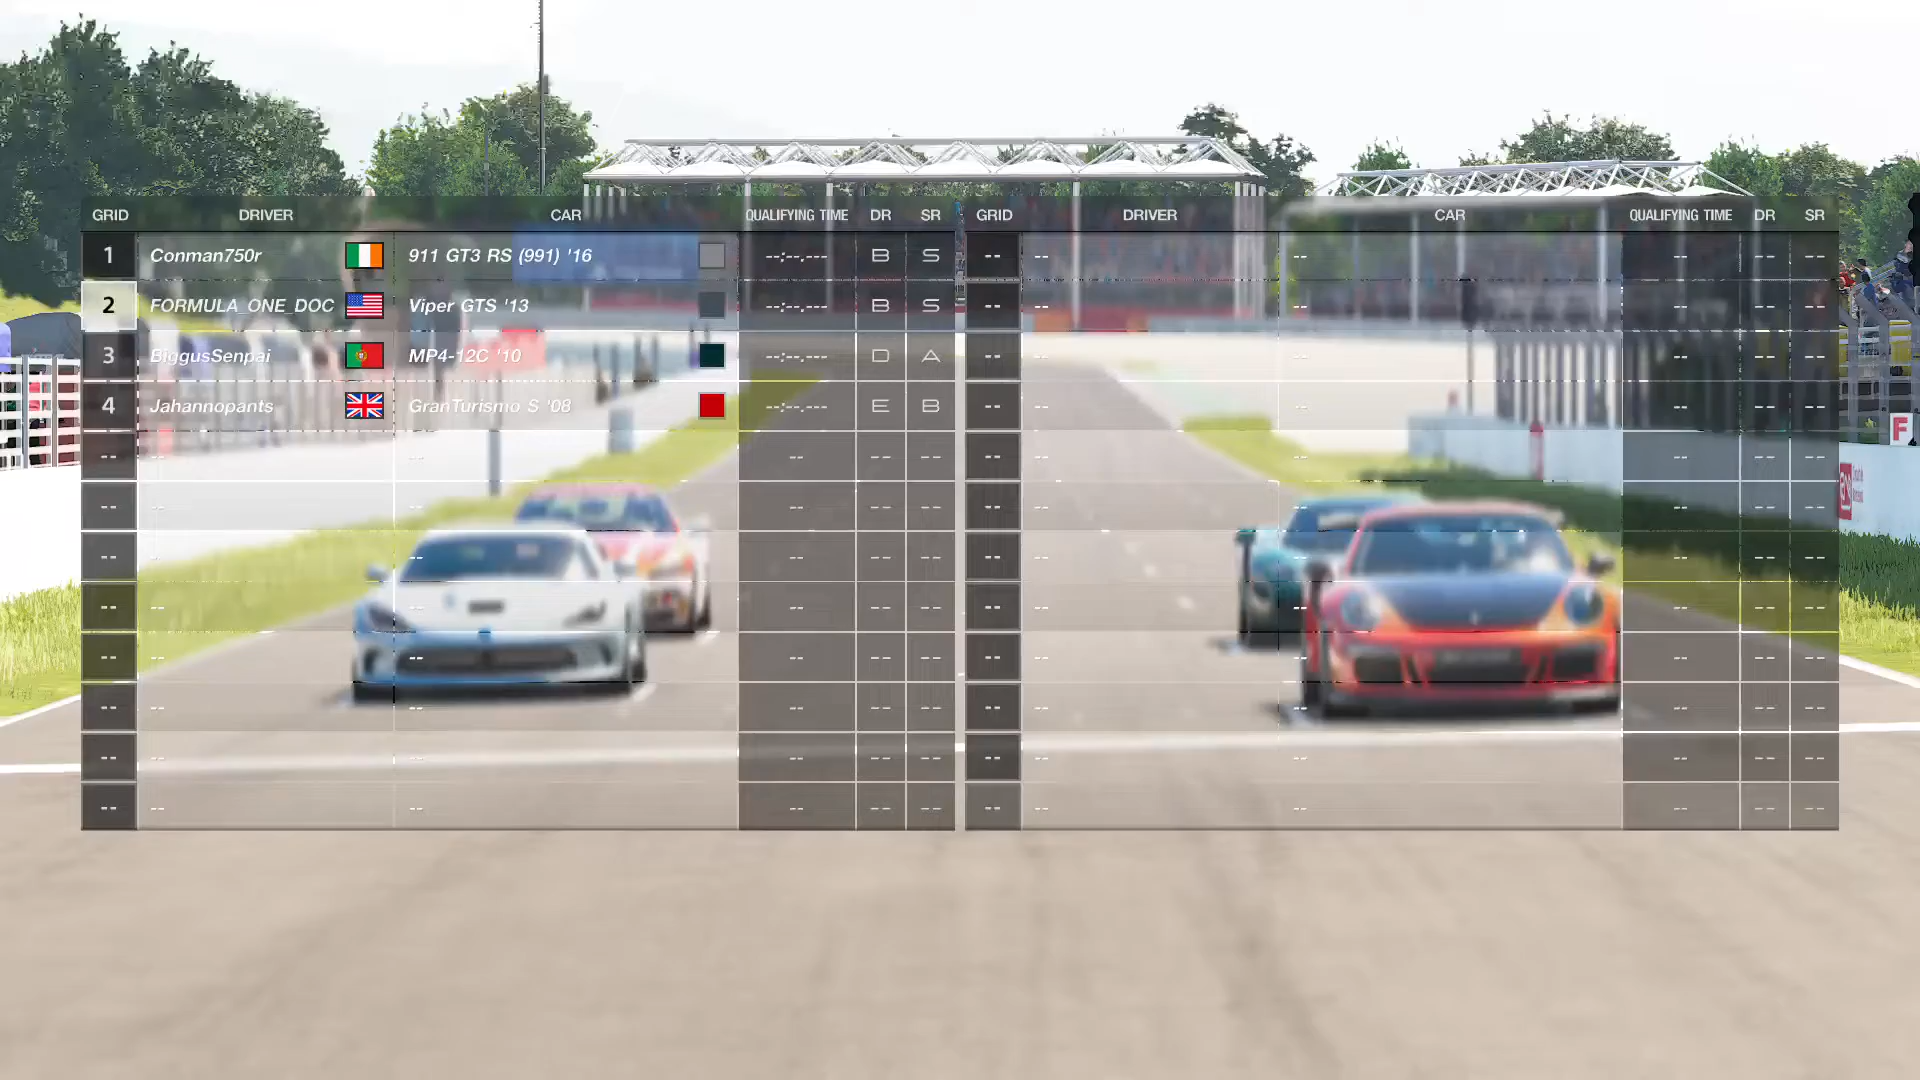 GRID DRIVER CAR QUALIFYING TIME DR SR GRID DRIVER CAR QUALIFYING TIME DR SR
1 Conman750r 911 GT3 RS (991) '16 --:--.--- B S -- -- -- -- -- --
2 FORMULA_ONE_DOC Viper GTS '13 --:--.--- B S -- -- -- -- -- --
3 BiggusSenpai MP4-12C '10 --:--.--- D A -- -- -- -- -- --
4 Jahannopants GranTurismo S '08 --:--.--- E B -- -- -- -- -- --
-- -- -- -- -- -- -- -- -- -- -- --
-- -- -- -- -- -- -- -- -- -- -- --
-- -- -- -- -- -- -- -- -- -- -- --
-- -- -- -- -- -- -- -- -- -- -- --
-- -- -- -- -- -- -- -- -- -- -- --
-- -- -- -- -- -- -- -- -- -- -- --
-- -- -- -- -- -- -- -- -- -- -- --
-- -- -- -- -- -- -- -- -- -- -- --
F